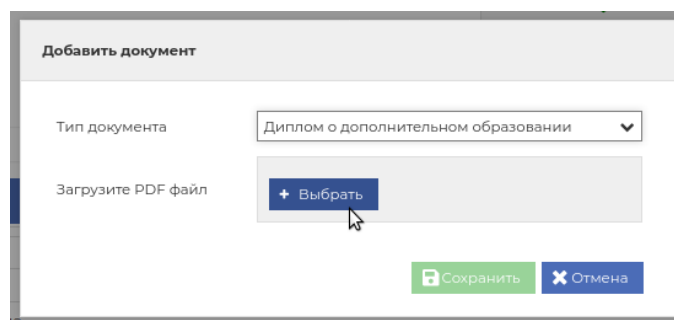 Добавить документ
Тип документа
Диплом о дополнительном образовании
Загрузите PDF файл
+ Выбрать
Сохранить
Отмена